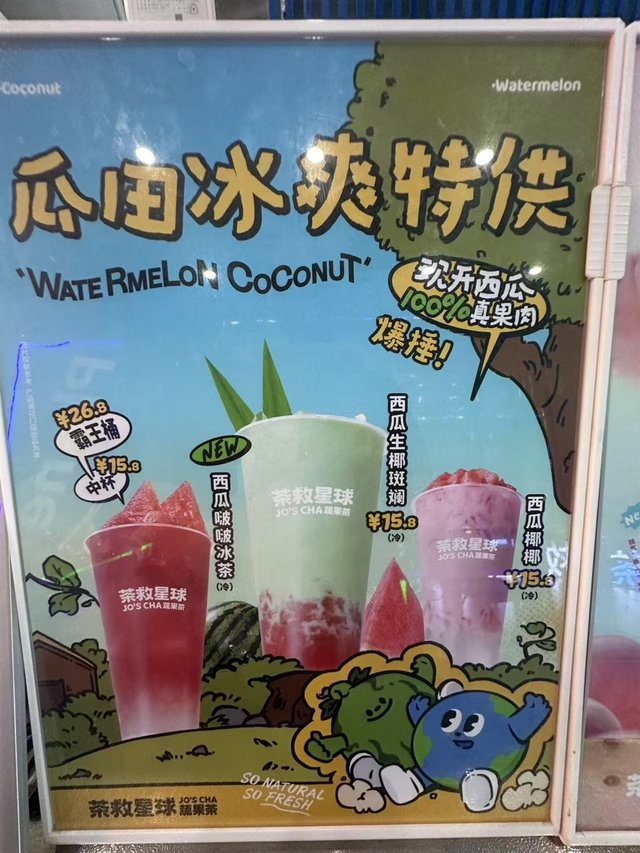 ·Coconut
·Watermelon
瓜田冰爽特供
"WATERMELON COCONUT"
现开西瓜
100%真果肉
爆捶!
¥26.8
霸王桶
¥15.8
中杯
NEW
西瓜啵啵冰茶
(冷)
西瓜生椰斑斓
¥15.8
(冷)
西瓜椰椰
¥15.8
(冷)
茶救星球
JO'S CHA 蔬果茶
茶救星球
JO'S CHA 蔬果茶
茶救星球
JO'S CHA 蔬果茶
SO NATURAL
SO FRESH
茶救星球 JO'S CHA 蔬果茶